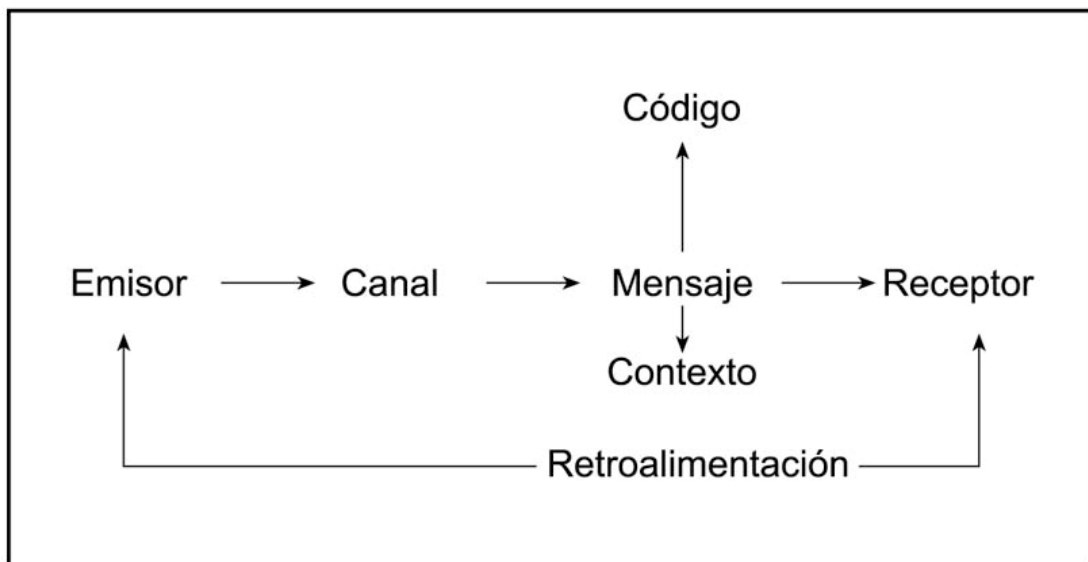 Código
Emisor Canal Mensaje Receptor
Contexto
Retroalimentación